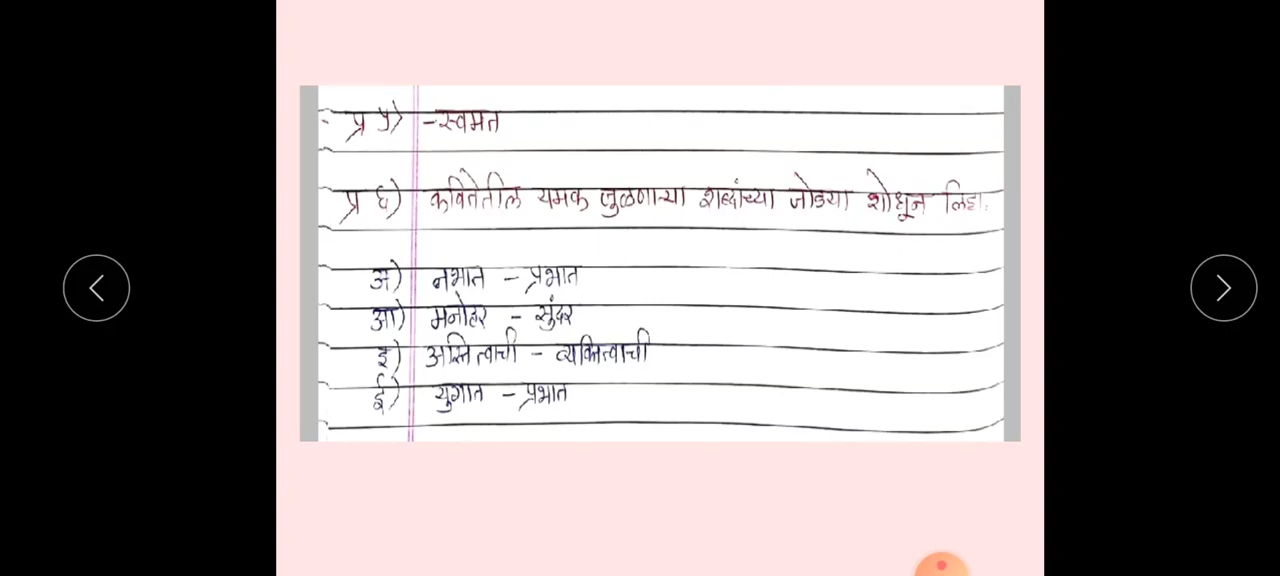 प्र ५) -स्वमत
प्र ६) कवितेतील यमक जुळणाऱ्या शब्दांच्या जोड्या शोधून लिहा.
अ) नभात - प्रभात
आ) मनोहर - सुंदर
इ) अस्तित्वाची - व्यक्तित्वाची
ई) युगात - प्रभात